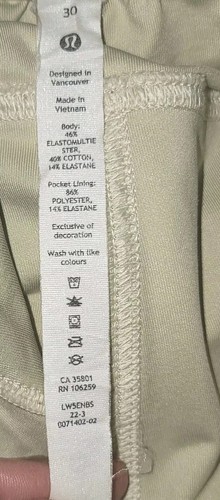 30
Designed in
Vancouver
Made in
Vietnam
Body:
46%
ELASTOMULTIE
STER,
40% COTTON,
14% ELASTANE
Pocket Lining:
86%
POLYESTER,
14% ELASTANE
Exclusive of
decoration
Wash with like
colours
CA 35801
RN 106259
LW5ENBS
22-3
0071402-02